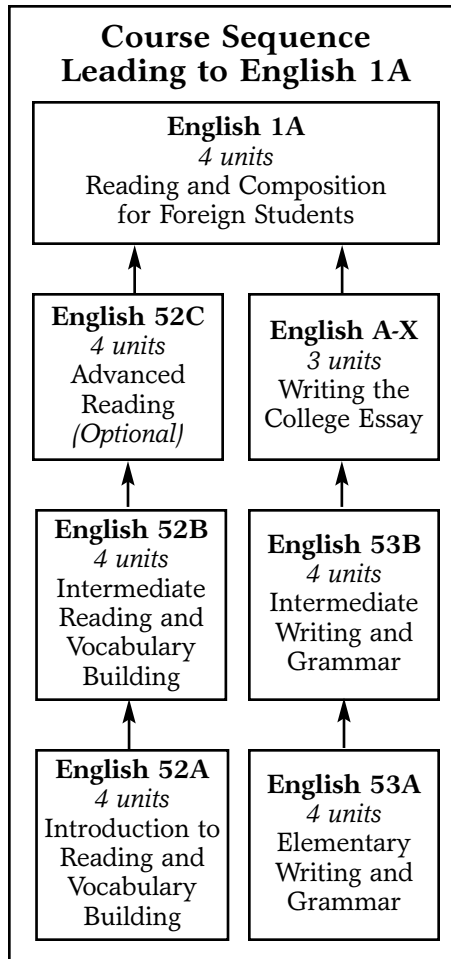 Course Sequence
Leading to English 1A
English 1A
4 units
Reading and Composition
for Foreign Students
English 52C
4 units
Advanced
Reading
(Optional)
English A-X
3 units
Writing the
College Essay
English 52B
4 units
Intermediate
Reading and
Vocabulary
Building
English 53B
4 units
Intermediate
Writing and
Grammar
English 52A
4 units
Introduction to
Reading and
Vocabulary
Building
English 53A
4 units
Elementary
Writing and
Grammar